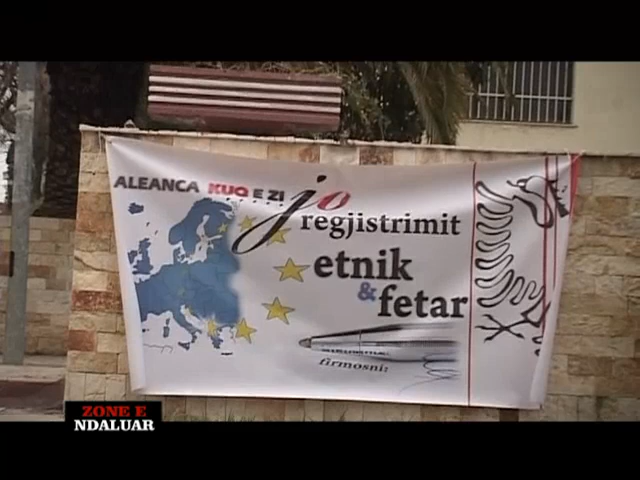 ALEANCA KUQ E ZI
jo
regjistrimit
etnik
&
fetar
firmosni:
ZONE E
NDALUAR